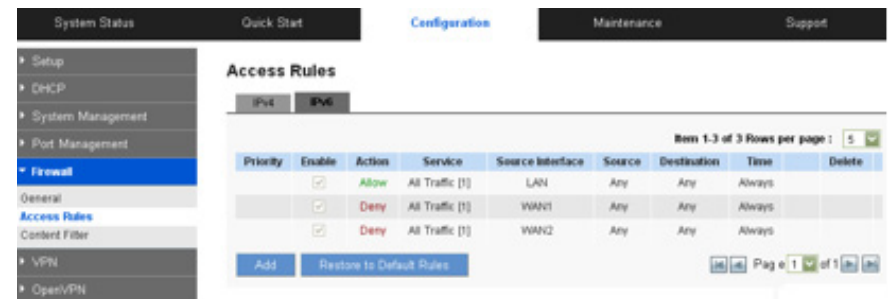 System Status Quick Start Configuration Maintenance Support
Setup
DHCP
System Management
Port Management
Firewall
General
Access Rules
Content Filter
VPN
OpenVPN
Access Rules
IPv4 IPv6
Item 1-3 of 3 Rows per page : 5
Priority Enable Action Service Source Interface Source Destination Time Delete
Allow All Traffic [1] LAN Any Any Always
Deny All Traffic [1] WAN1 Any Any Always
Deny All Traffic [1] WAN2 Any Any Always
Add Restore to Default Rules
Page 1 of 1